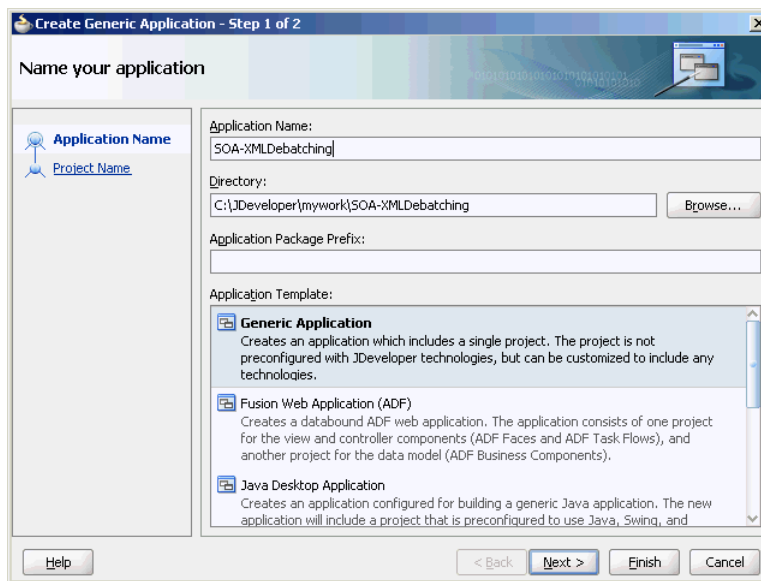 Create Generic Application - Step 1 of 2
Name your application
Application Name
Project Name
Application Name:
SOA-XMLDebatching
Directory:
C:\JDeveloper\mywork\SOA-XMLDebatching
Browse...
Application Package Prefix:
Application Template:
Generic Application
Creates an application which includes a single project. The project is not
preconfigured with JDeveloper technologies, but can be customized to include any
technologies.
Fusion Web Application (ADF)
Creates a databound ADF web application. The application consists of one project
for the view and controller components (ADF Faces and ADF Task Flows), and
another project for the data model (ADF Business Components).
Java Desktop Application
Creates an application configured for building a generic Java application. The new
application will include a project that is preconfigured to use Java, Swing, and
Help
< Back
Next >
Finish
Cancel